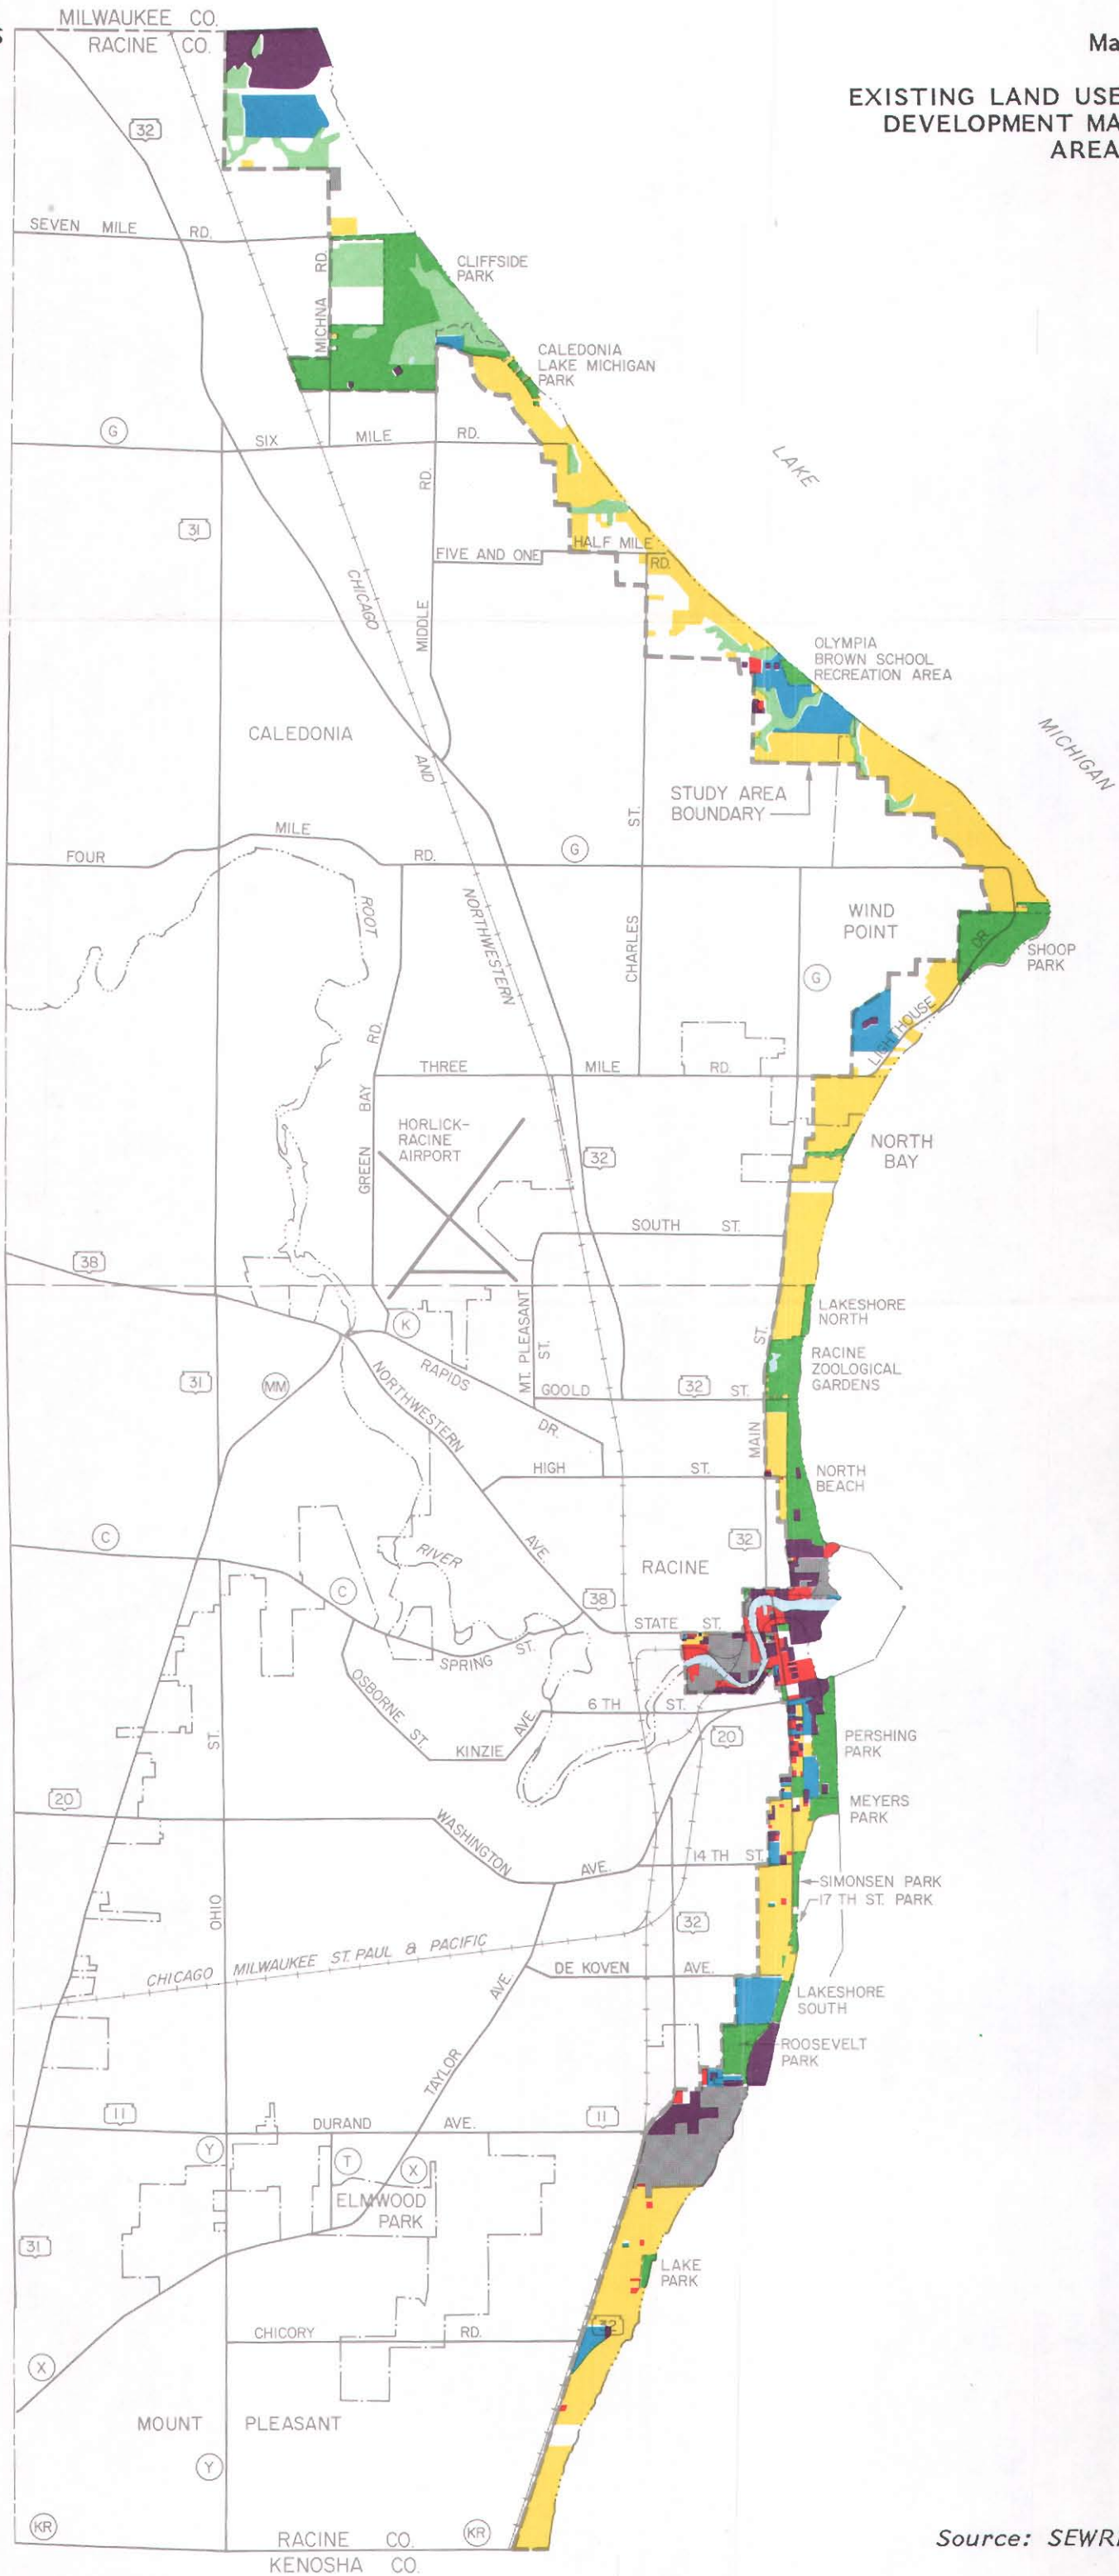 MILWAUKEE CO.
RACINE CO.
S
Ma
EXISTING LAND USE
DEVELOPMENT MA
AREA
32
SEVEN MILE RD.
MICHNA RD.
CLIFFSIDE
PARK
CALEDONIA
LAKE MICHIGAN
PARK
G
SIX MILE RD.
LAKE
31
RD.
MIDDLE
FIVE AND ONE HALF MILE RD.
CHICAGO
AND
NORTHWESTERN
OLYMPIA
BROWN SCHOOL
RECREATION AREA
CALEDONIA
MICHIGAN
STUDY AREA
BOUNDARY
FOUR MILE RD.
G
CHARLES ST.
ROOT
WIND
POINT
G
SHOOP
PARK
DR.
LIGHTHOUSE
THREE MILE RD.
GREEN BAY RD.
HORLICK-
RACINE
AIRPORT
32
NORTH
BAY
SOUTH ST.
38
LAKESHORE
NORTH
K
MT. PLEASANT ST.
RACINE
ZOOLOGICAL
GARDENS
31
MM
RAPIDS DR.
NORTHWESTERN AVE.
GOOLD ST.
32
MAIN ST.
HIGH ST.
NORTH
BEACH
C
RIVER
32
RACINE
C
38
STATE ST.
SPRING ST.
OSBORNE ST.
6 TH ST.
KINZIE AVE.
20
PERSHING
PARK
ST.
20
MEYERS
PARK
WASHINGTON AVE.
14 TH ST.
SIMONSEN PARK
17 TH ST. PARK
OHIO
32
CHICAGO MILWAUKEE ST. PAUL & PACIFIC
DE KOVEN AVE.
LAKESHORE
SOUTH
TAYLOR AVE.
ROOSEVELT
PARK
11
DURAND AVE.
11
Y
T
X
ELMWOOD
PARK
31
LAKE
PARK
32
CHICORY RD.
X
MOUNT PLEASANT
Y
KR
RACINE CO.
KR
KENOSHA CO.
Source: SEWR